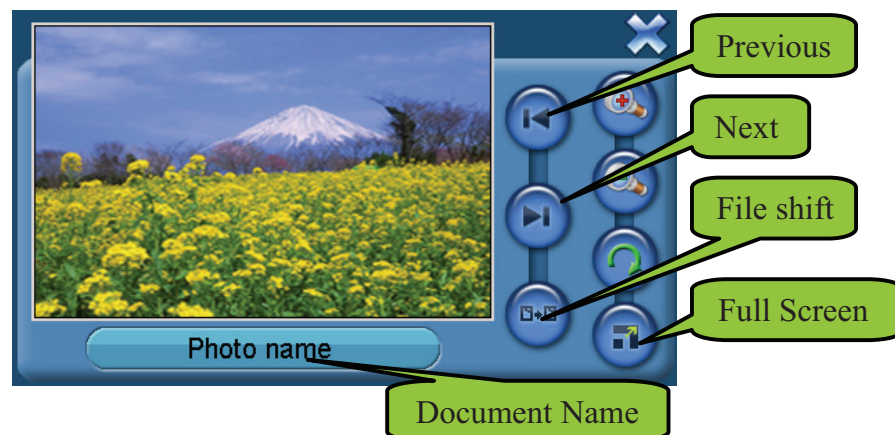 Previous
Next
File shift
Full Screen
Photo name
Document Name